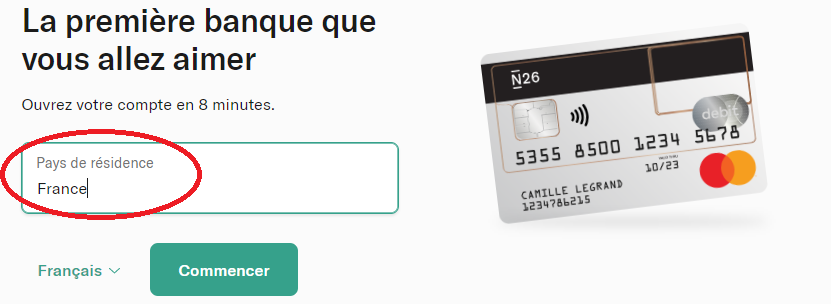 La première banque que
vous allez aimer
Ouvrez votre compte en 8 minutes.
Pays de résidence
France
Français
Commencer
N26
debit
5355 8500 1234 5678
10/23
CAMILLE LEGRAND
1234786215